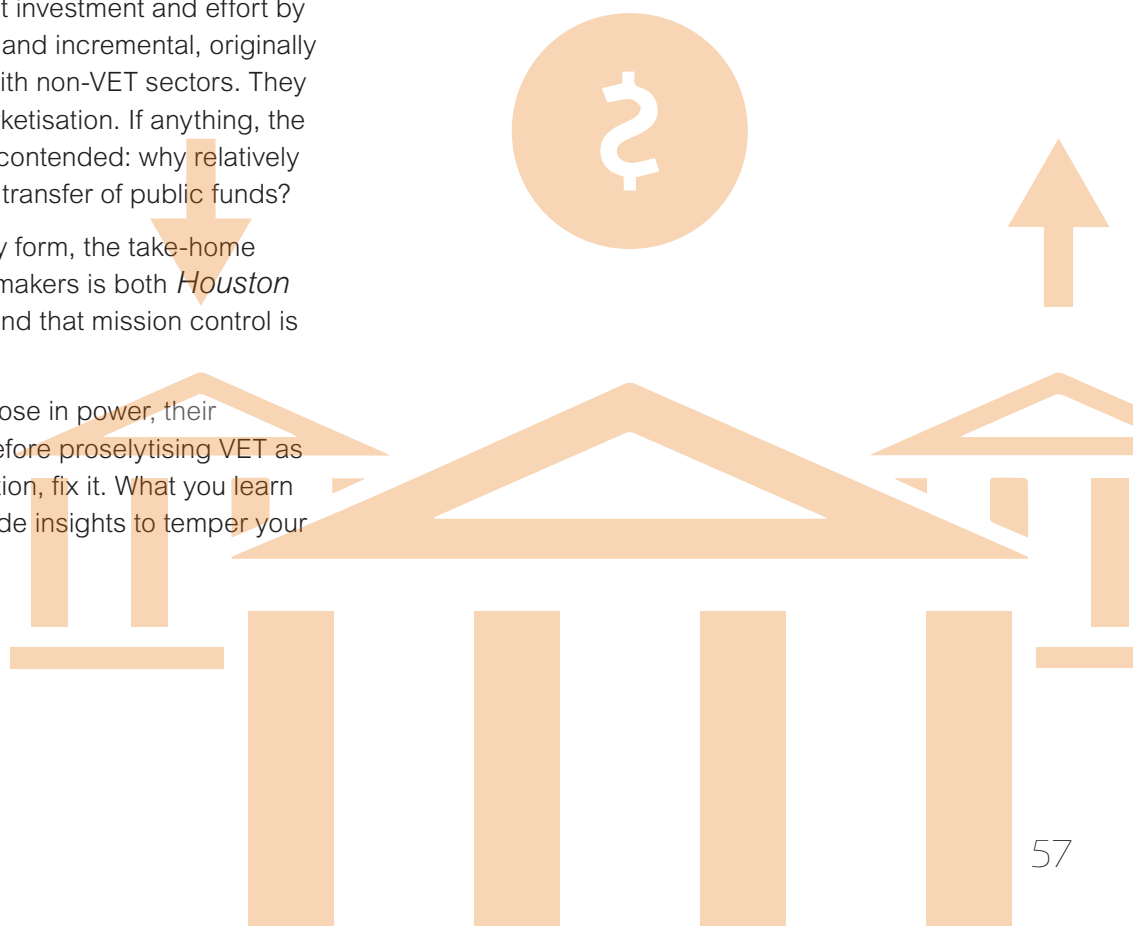 t investment and effort by
and incremental, originally
ith non-VET sectors. They
ketisation. If anything, the
contended: why relatively
transfer of public funds?
y form, the take-home
makers is both Houston
nd that mission control is
ose in power, their
efore proselytising VET as
tion, fix it. What you learn
de insights to temper your
$
57